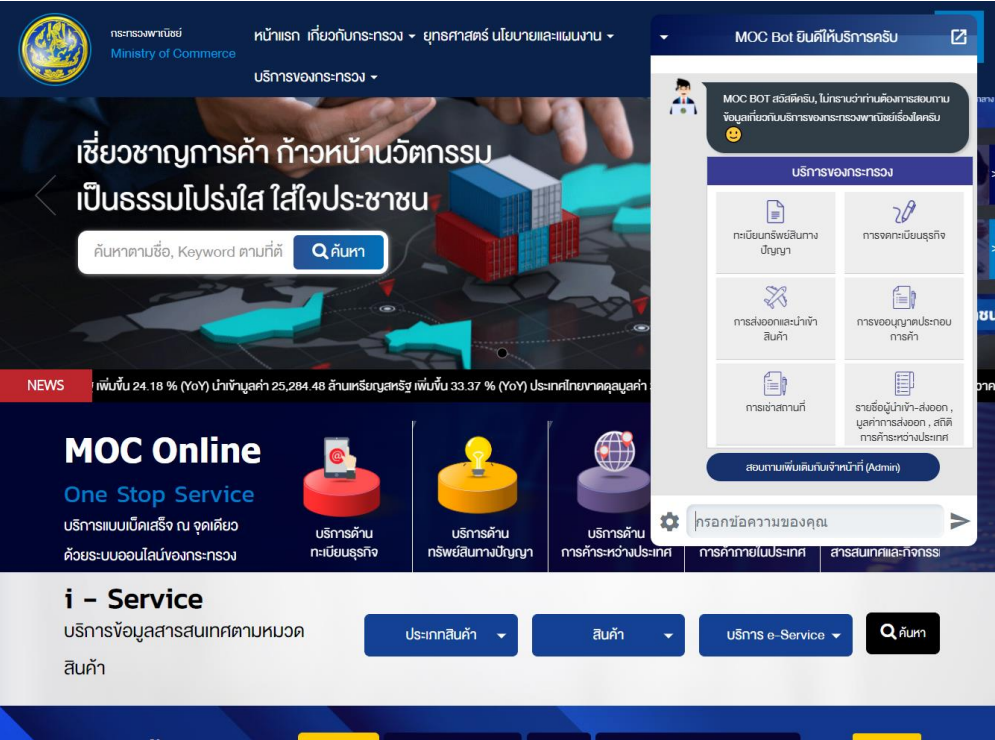 กระทรวงพาณิชย์
Ministry of Commerce
หน้าแรก เกี่ยวกับกระทรวง ยุทธศาสตร์ นโยบายและแผนงาน
บริการของกระทรวง
เชี่ยวชาญการค้า ก้าวหน้านวัตกรรม
เป็นธรรมโปร่งใส ใส่ใจประชาชน
ค้นหาตามชื่อ, Keyword ตามที่ต้
ค้นหา
NEWS
เพิ่มขึ้น 24.18 % (YoY) นำเข้ามูลค่า 25,284.48 ล้านเหรียญสหรัฐ เพิ่มขึ้น 33.37 % (YoY) ประเทศไทยขาดดุลมูลค่า
MOC Online
One Stop Service
บริการแบบเบ็ดเสร็จ ณ จุดเดียว
ด้วยระบบออนไลน์ของกระทรวง
บริการด้าน
ทะเบียนธุรกิจ
บริการด้าน
ทรัพย์สินทางปัญญา
บริการด้าน
การค้าระหว่างประเทศ
การค้าภายในประเทศ
สารสนเทศและกิจกรร
MOC Bot ยินดีให้บริการครับ
MOC BOT สวัสดีครับ, ไม่ทราบว่าท่านต้องการสอบถาม
ข้อมูลเกี่ยวกับบริการของกระทรวงพาณิชย์เรื่องใดครับ
บริการของกระทรวง
ทะเบียนทรัพย์สินทาง
ปัญญา
การจดทะเบียนธุรกิจ
การส่งออกและนำเข้า
สินค้า
การขออนุญาตประกอบ
การค้า
การเช่าสถานที่
รายชื่อผู้นำเข้า-ส่งออก ,
มูลค่าการส่งออก , สถิติ
การค้าระหว่างประเทศ
สอบถามเพิ่มเติมกับเจ้าหน้าที่ (Admin)
กรอกข้อความของคุณ
i - Service
บริการข้อมูลสารสนเทศตามหมวด
สินค้า
ประเภทสินค้า
สินค้า
บริการ e-Service
ค้นหา